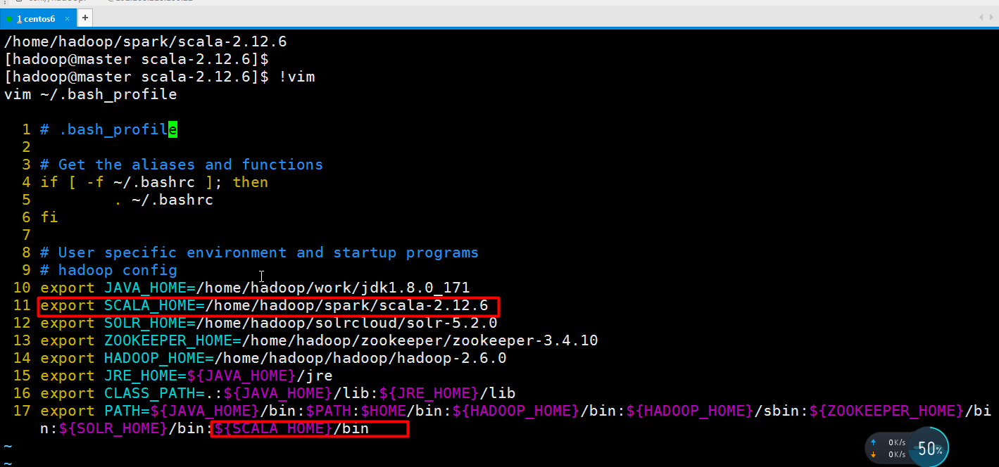 1 centos6 × +
/home/hadoop/spark/scala-2.12.6
[hadoop@master scala-2.12.6]$
[hadoop@master scala-2.12.6]$ !vim
vim ~/.bash_profile
1 # .bash_profile
2
3 # Get the aliases and functions
4 if [ -f ~/.bashrc ]; then
5         . ~/.bashrc
6 fi
7
8 # User specific environment and startup programs
9 # hadoop config
10 export JAVA_HOME=/home/hadoop/work/jdk1.8.0_171
11 export SCALA_HOME=/home/hadoop/spark/scala-2.12.6
12 export SOLR_HOME=/home/hadoop/solrcloud/solr-5.2.0
13 export ZOOKEEPER_HOME=/home/hadoop/zookeeper/zookeeper-3.4.10
14 export HADOOP_HOME=/home/hadoop/hadoop/hadoop-2.6.0
15 export JRE_HOME=${JAVA_HOME}/jre
16 export CLASS_PATH=.:${JAVA_HOME}/lib:${JRE_HOME}/lib
17 export PATH=${JAVA_HOME}/bin:$PATH:$HOME/bin:${HADOOP_HOME}/bin:${HADOOP_HOME}/sbin:${ZOOKEEPER_HOME}/bi
n:${SOLR_HOME}/bin:${SCALA_HOME}/bin
~
~
0K/s
0K/s
50%